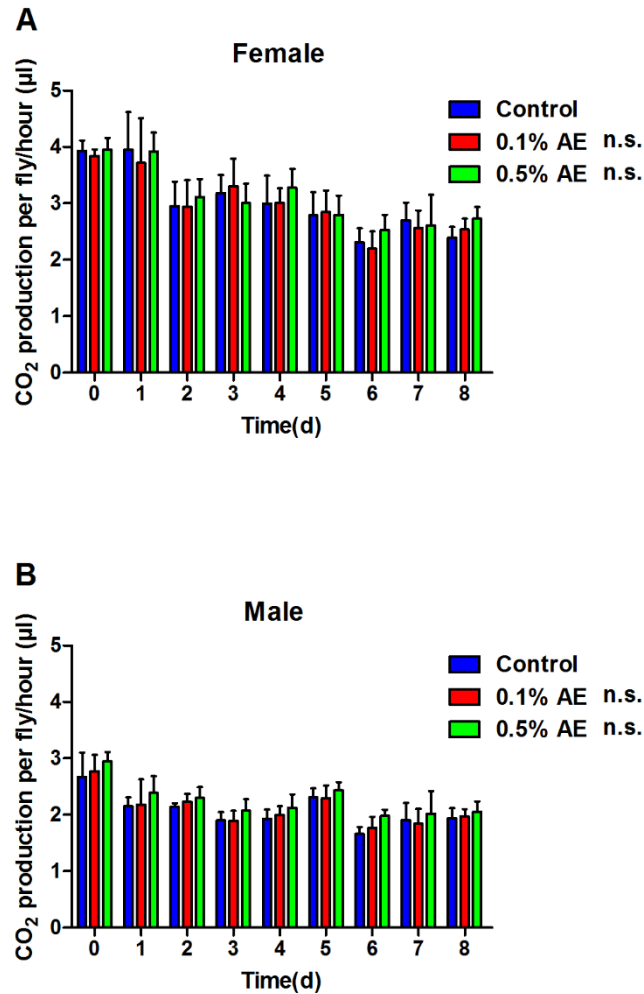 A
Female
CO2 production per fly/hour (µl)
5
4
3
2
1
0
Control
0.1% AE n.s.
0.5% AE n.s.
0 1 2 3 4 5 6 7 8
Time(d)
B
Male
CO2 production per fly/hour (µl)
5
4
3
2
1
0
Control
0.1% AE n.s.
0.5% AE n.s.
0 1 2 3 4 5 6 7 8
Time(d)